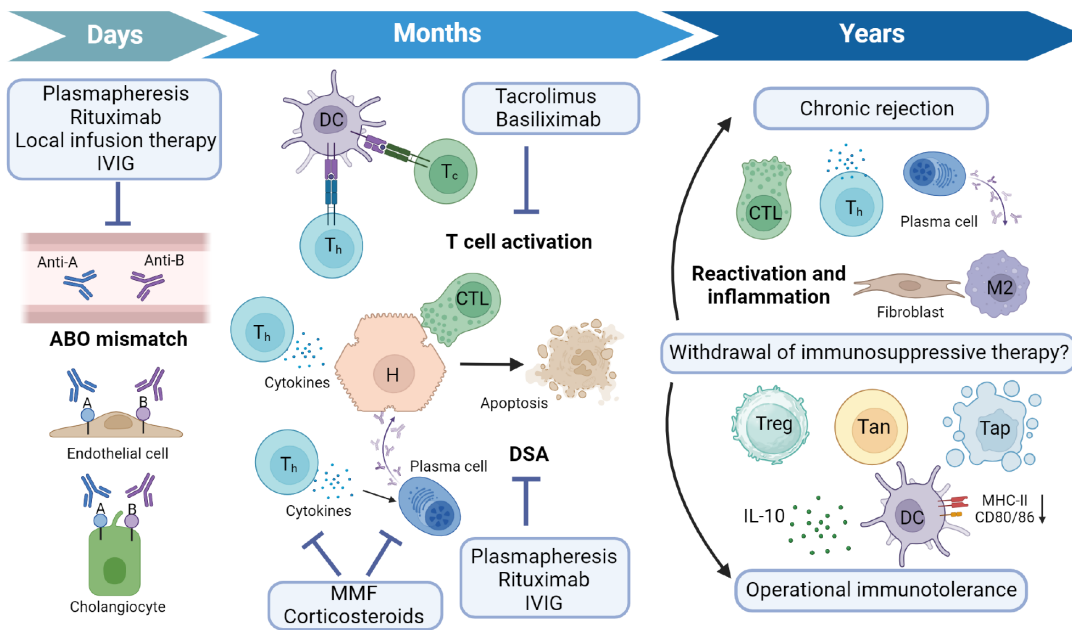 Days
Months
Years
Plasmapheresis
Rituximab
Local infusion therapy
IVIG
Anti-A
Anti-B
ABO mismatch
A
B
Endothelial cell
A
B
Cholangiocyte
DC
Tc
Th
Tacrolimus
Basiliximab
T cell activation
Th
Cytokines
H
CTL
Apoptosis
Th
Cytokines
Plasma cell
DSA
MMF
Corticosteroids
Plasmapheresis
Rituximab
IVIG
Chronic rejection
CTL
Th
Plasma cell
Reactivation and
inflammation
Fibroblast
M2
Withdrawal of immunosuppressive therapy?
Treg
Tan
Tap
IL-10
DC
MHC-II
CD80/86
Operational immunotolerance